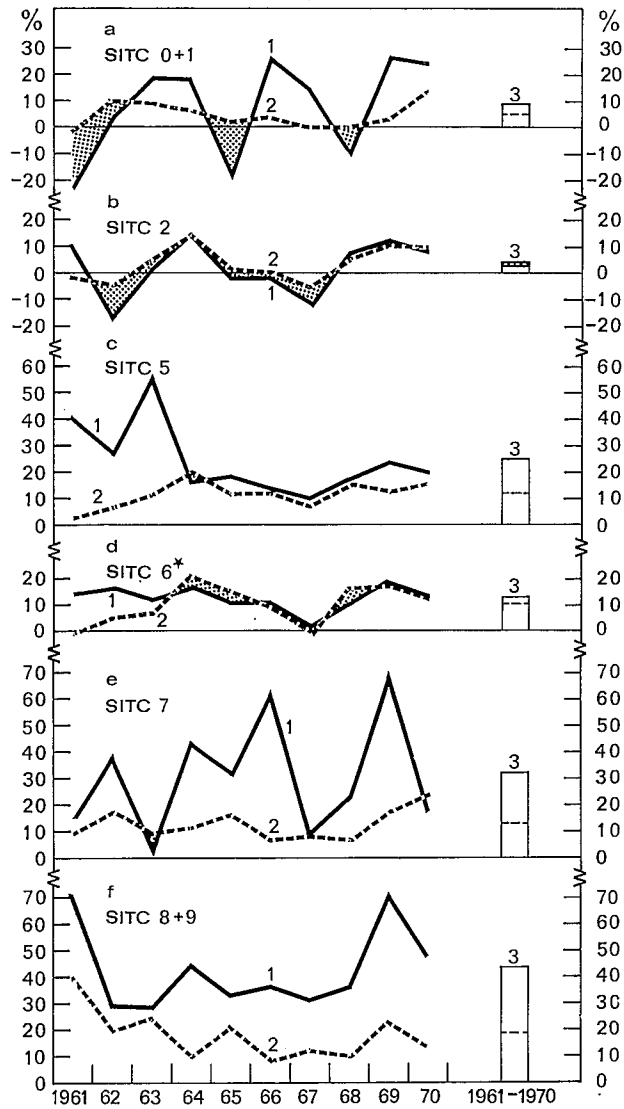 % %
a
SITC 0+1
30 1 30
20 20
10 2 3 10
0 0
-10 -10
-20 -20
b
SITC 2
20 20
10 2 3 10
0 0
-10 1 -10
-20 -20
c
SITC 5
60 60
50 50
40 1 40
30 30
20 3 20
10 2 10
0 0
d
SITC 6*
20 20
10 1 2 3 10
0 0
e
SITC 7
70 70
60 1 60
50 50
40 40
30 3 30
20 20
10 2 10
0 0
f
SITC 8+9
70 70
60 60
50 50
40 1 3 40
30 30
20 20
10 2 10
0 0
1961 62 63 64 65 66 67 68 69 70 1961-1970